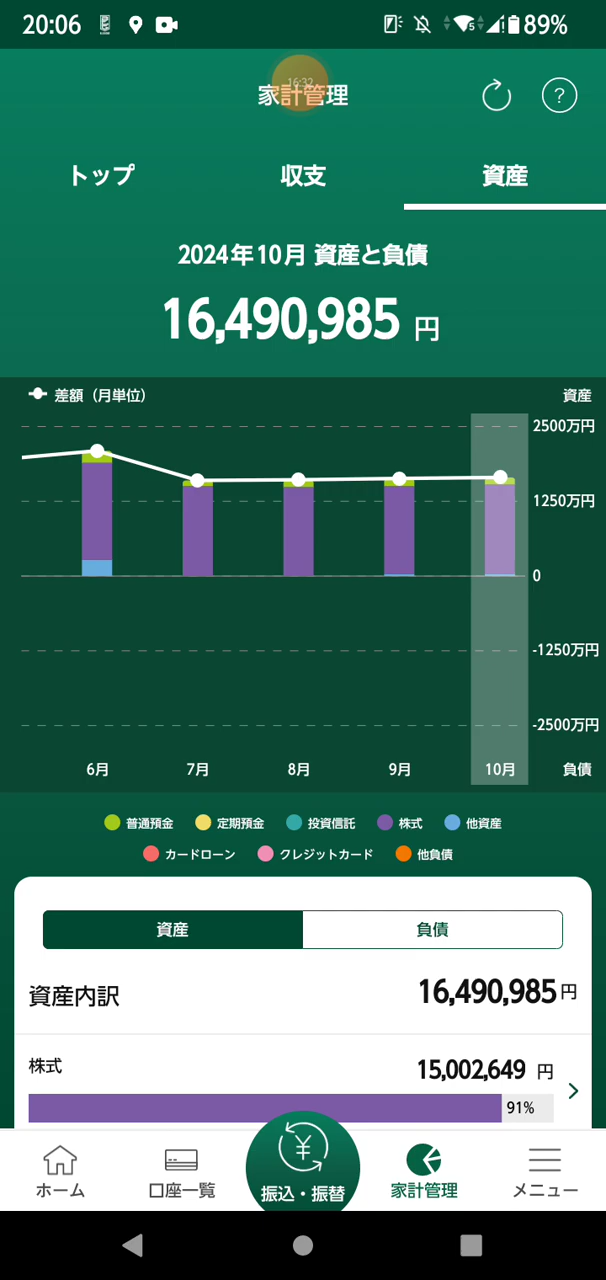 20:06
5
89%
16:32
家計管理
?
トップ 収支 資産
2024年10月 資産と負債
16,490,985 円
差額（月単位） 資産
2500万円
1250万円
0
-1250万円
-2500万円
6月 7月 8月 9月 10月 負債
普通預金 定期預金 投資信託 株式 他資産
カードローン クレジットカード 他負債
資産 負債
資産内訳 16,490,985 円
株式 15,002,649 円
91%
ホーム 口座一覧 振込・振替 家計管理 メニュー